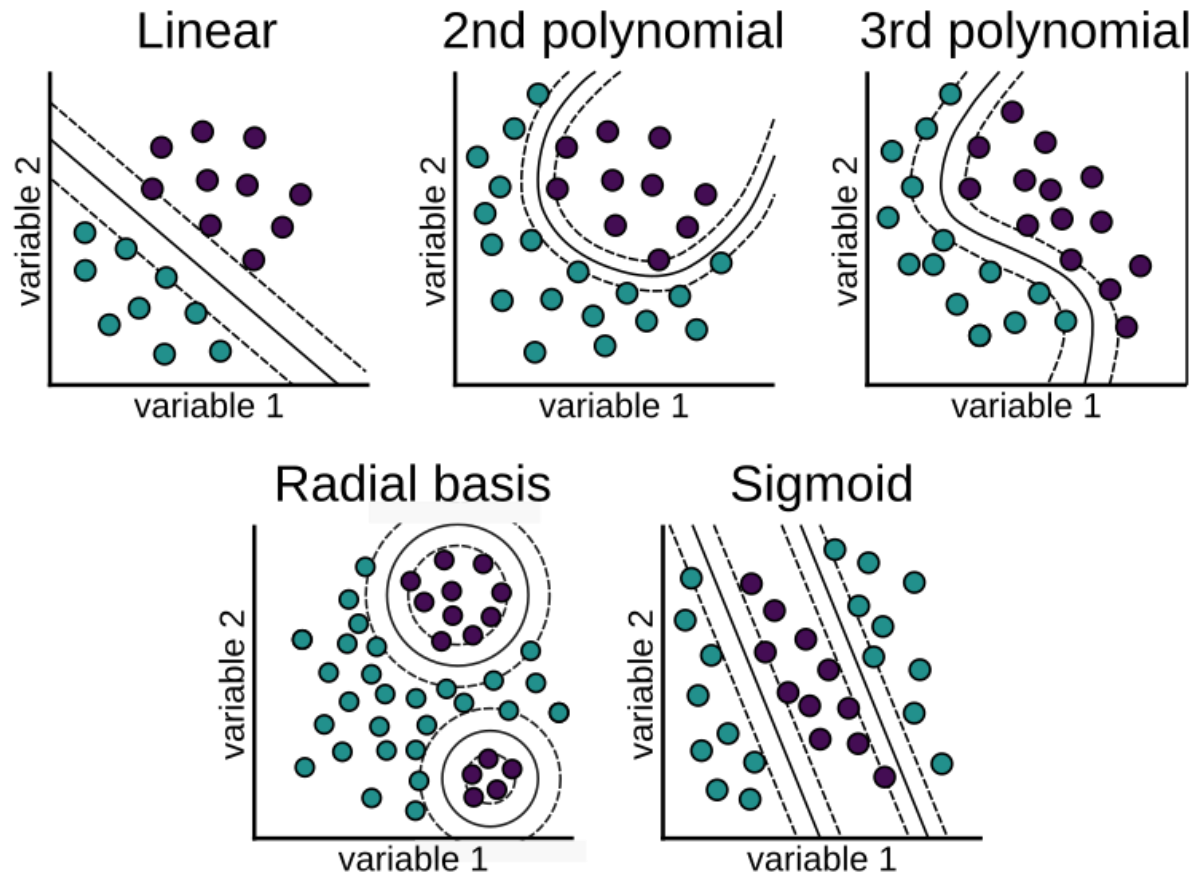 Linear
2nd polynomial
3rd polynomial
variable 2
variable 2
variable 2
variable 1
variable 1
variable 1
Radial basis
Sigmoid
variable 2
variable 2
variable 1
variable 1